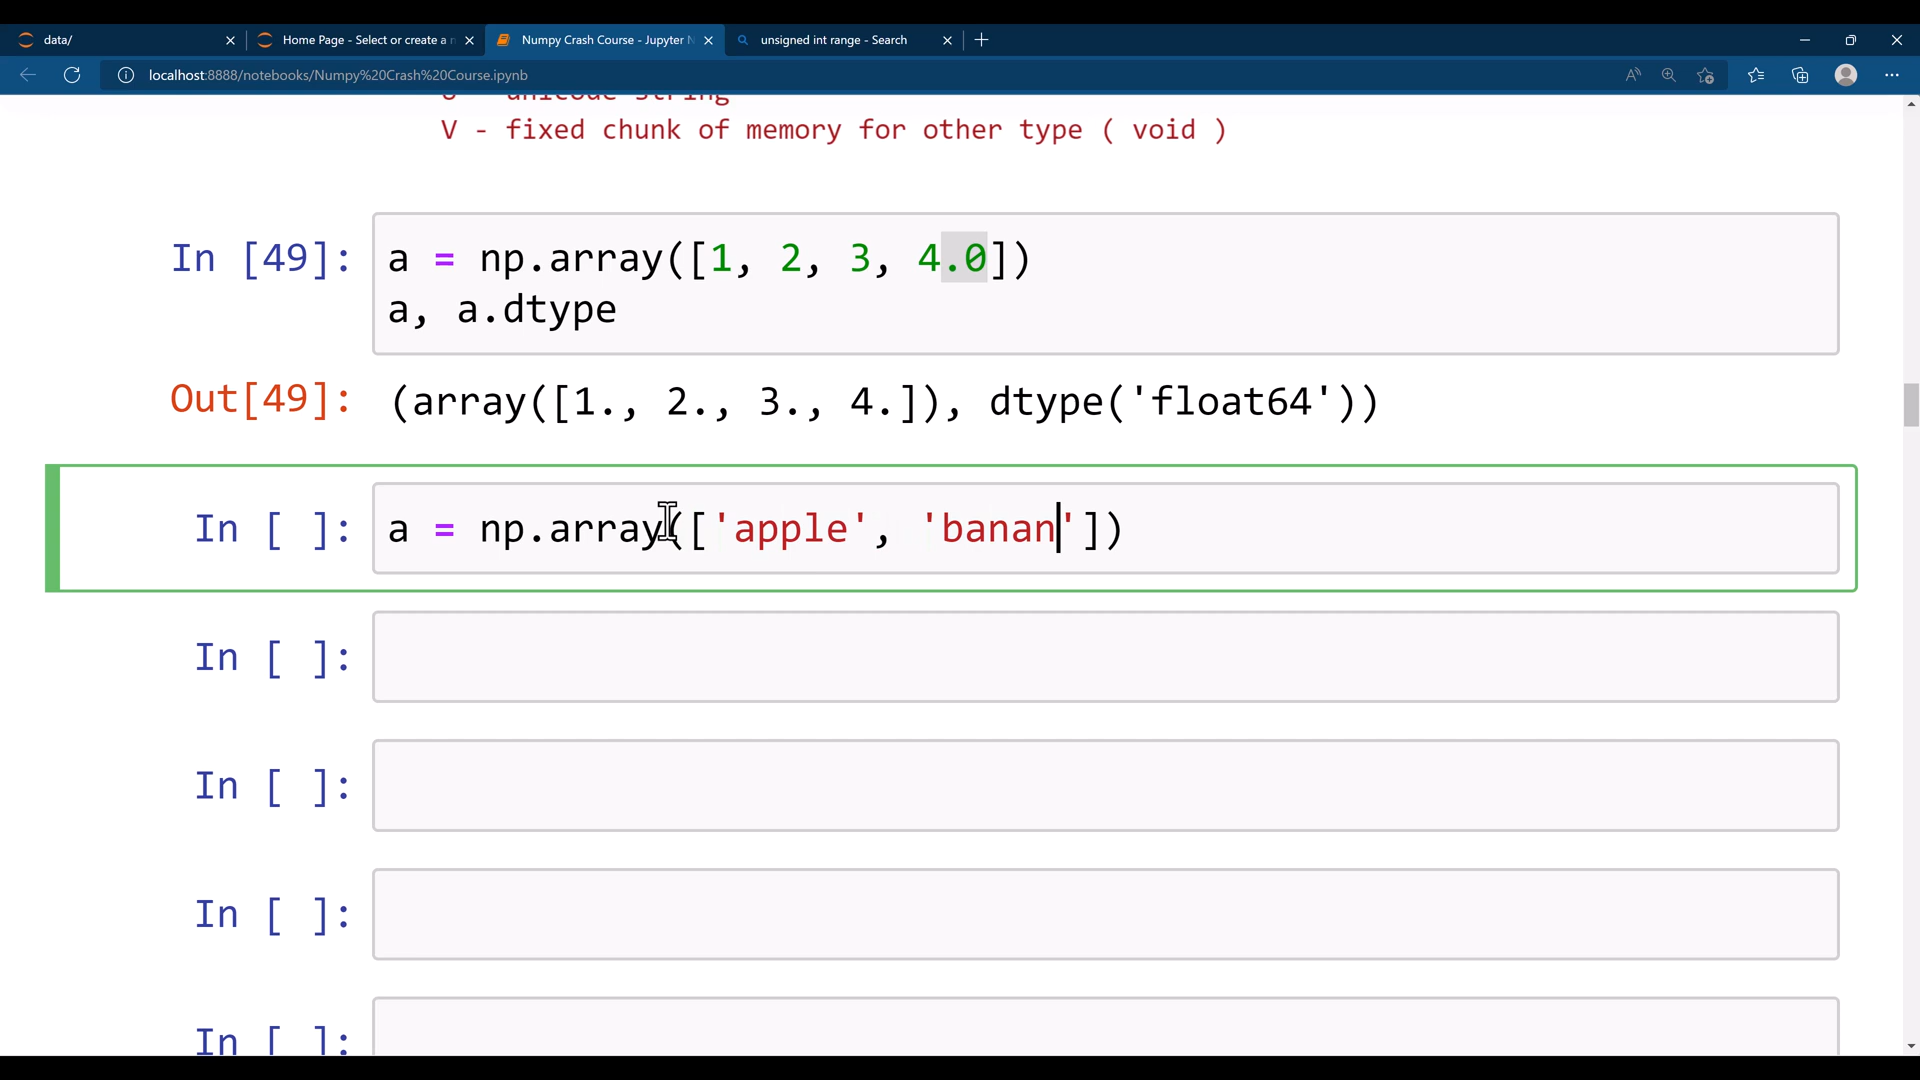 data/
Home Page - Select or create a n
Numpy Crash Course - Jupyter N
unsigned int range - Search
localhost:8888/notebooks/Numpy%20Crash%20Course.ipynb
U - unicode string
V - fixed chunk of memory for other type ( void )
In [49]: a = np.array([1, 2, 3, 4.0])
a, a.dtype
Out[49]: (array([1., 2., 3., 4.]), dtype('float64'))
In [ ]: a = np.array(['apple', 'banan'])
In [ ]:
In [ ]:
In [ ]:
In [ ]: